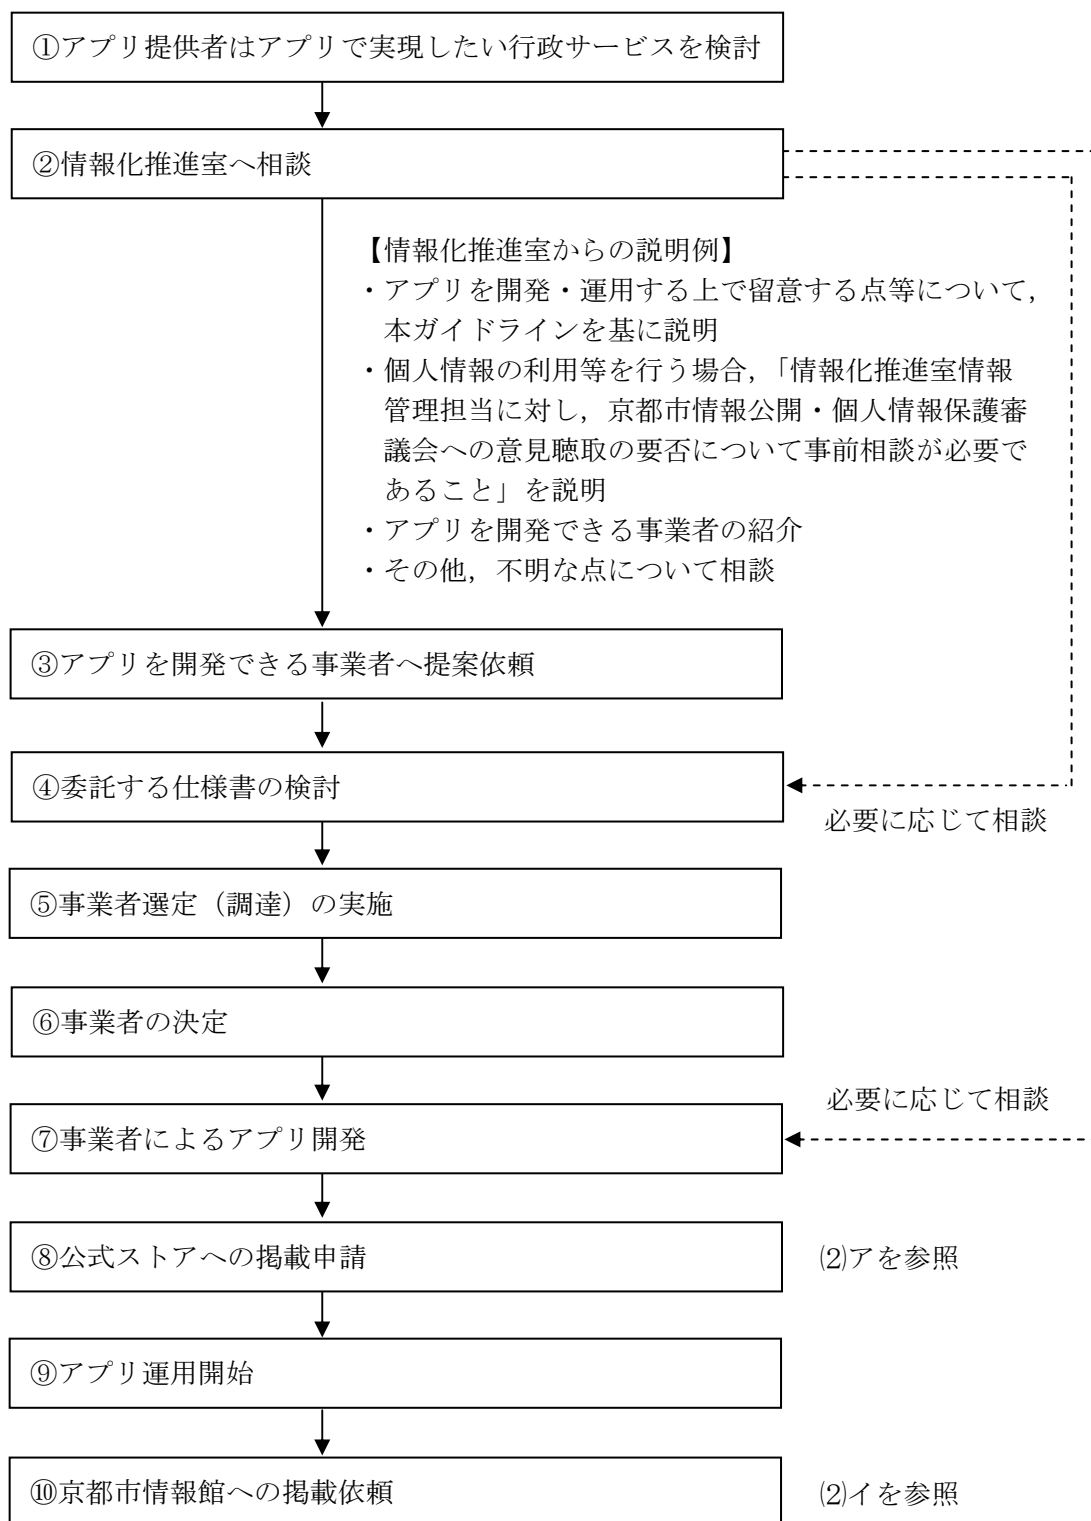 ①アプリ提供者はアプリで実現したい行政サービスを検討
②情報化推進室へ相談
【情報化推進室からの説明例】
・アプリを開発・運用する上で留意する点等について，
本ガイドラインを基に説明
・個人情報の利用等を行う場合，「情報化推進室情報
管理担当に対し，京都市情報公開・個人情報保護審
議会への意見聴取の要否について事前相談が必要で
あること」を説明
・アプリを開発できる事業者の紹介
・その他，不明な点について相談
③アプリを開発できる事業者へ提案依頼
④委託する仕様書の検討
必要に応じて相談
⑤事業者選定（調達）の実施
⑥事業者の決定
必要に応じて相談
⑦事業者によるアプリ開発
⑧公式ストアへの掲載申請
⑵アを参照
⑨アプリ運用開始
⑩京都市情報館への掲載依頼
⑵イを参照